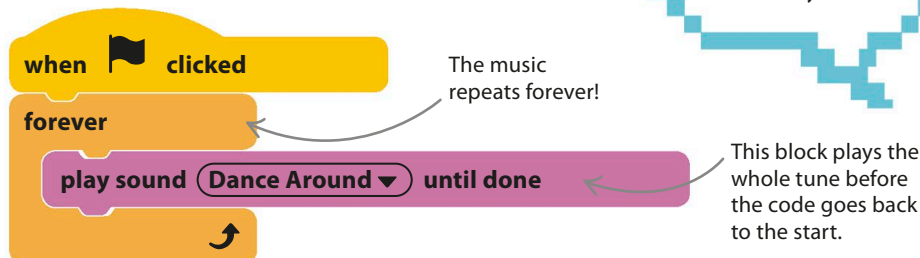 when clicked
The music
repeats forever!
forever
play sound Dance Around until done
This block plays the
whole tune before
the code goes back
to the start.